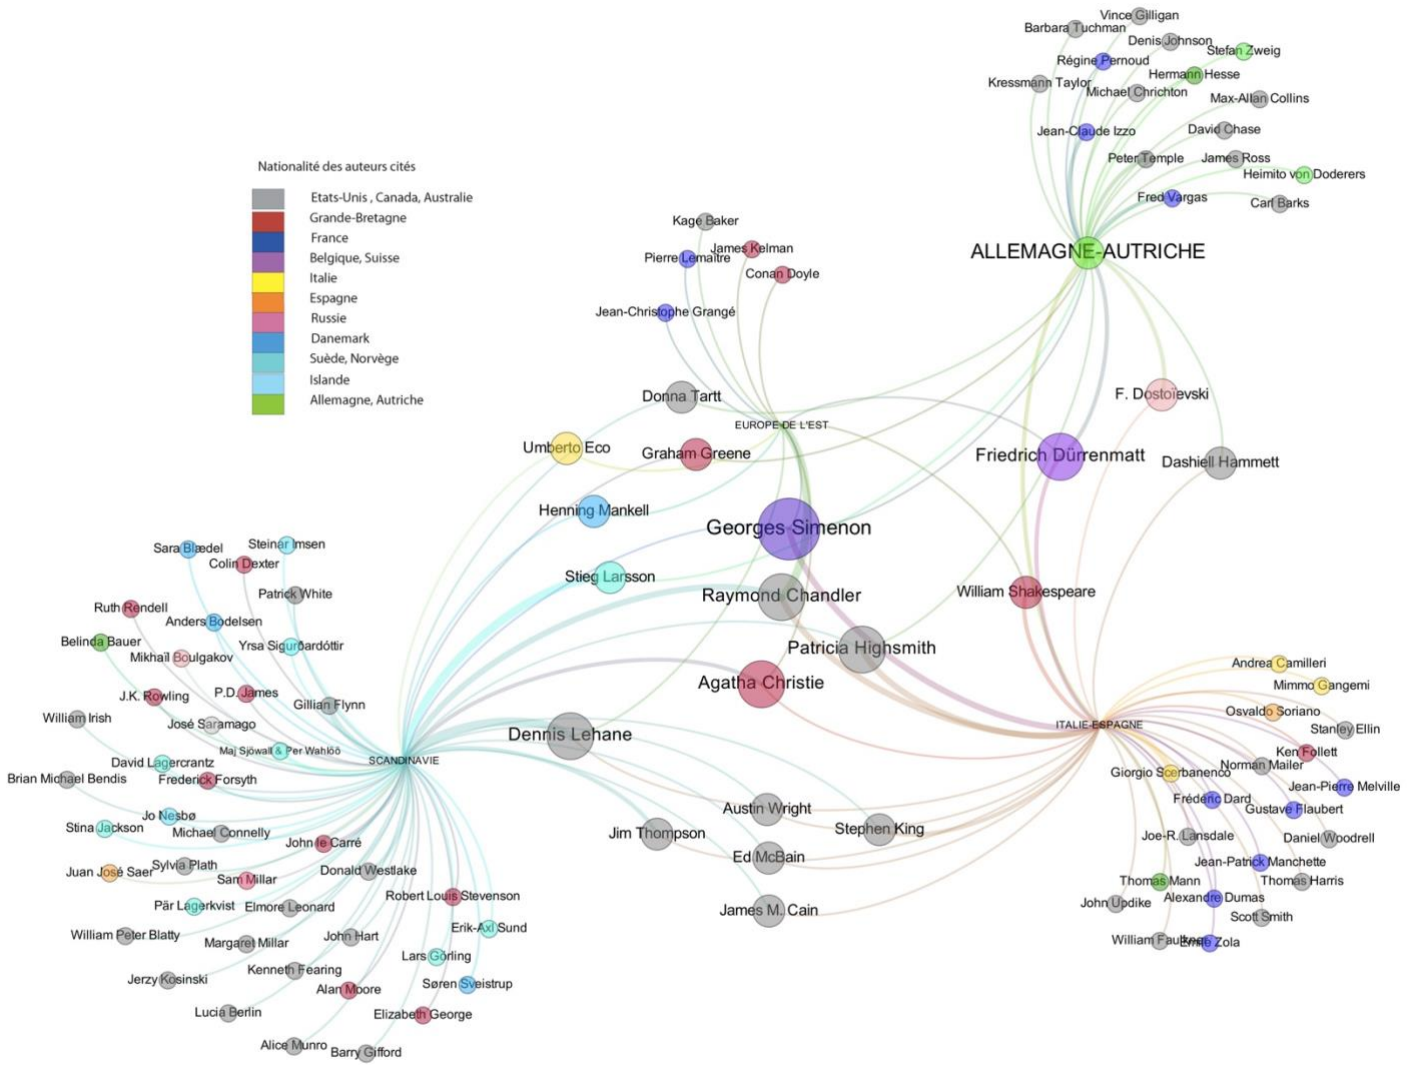 Vince Gilligan
Barbara Tuchman
Denis Johnson
Stefan Zweig
Régine Pernoud
Hermann Hesse
Kressmann Taylor
Michael Chrichton
Max-Allan Collins
Jean-Claude Izzo
David Chase
Peter Temple
James Ross
Heimito von Doderers
Fred Vargas
Carl Barks
ALLEMAGNE-AUTRICHE
Nationalité des auteurs cités
Etats-Unis , Canada, Australie
Grande-Bretagne
France
Belgique, Suisse
Italie
Espagne
Russie
Danemark
Suède, Norvège
Islande
Allemagne, Autriche
Kage Baker
James Kelman
Pierre Lemaître
Conan Doyle
Jean-Christophe Grangé
Donna Tartt
F. Dostoïevski
EUROPE DE L'EST
Umberto Eco
Graham Greene
Friedrich Dürrenmatt
Dashiell Hammett
Henning Mankell
Georges Simenon
Stieg Larsson
Raymond Chandler
William Shakespeare
Patricia Highsmith
Agatha Christie
Dennis Lehane
Austin Wright
Jim Thompson
Stephen King
Ed McBain
James M. Cain
Sara Blædel
Steinar Imsen
Colin Dexter
Patrick White
Ruth Rendell
Anders Bodelsen
Belinda Bauer
Yrsa Sigurðardóttir
Mikhaïl Boulgakov
J.K. Rowling
P.D. James
Gillian Flynn
William Irish
José Saramago
Maj Sjöwall & Per Wahlöö
SCANDINAVIE
David Lagercrantz
Brian Michael Bendis
Frederick Forsyth
Jo Nesbø
Stina Jackson
Michael Connelly
John le Carré
Juan José Saer
Sylvia Plath
Sam Millar
Donald Westlake
Robert Louis Stevenson
Pär Lagerkvist
Elmore Leonard
Erik-Axl Sund
William Peter Blatty
Margaret Millar
John Hart
Lars Görling
Jerzy Kosinski
Kenneth Fearing
Alan Moore
Søren Sveistrup
Lucia Berlin
Elizabeth George
Alice Munro
Barry Gifford
Andrea Camilleri
Mimmo Gangemi
Osvaldo Soriano
ITALIE-ESPAGNE
Stanley Ellin
Ken Follett
Norman Mailer
Giorgio Scerbanenco
Jean-Pierre Melville
Frédéric Dard
Gustave Flaubert
Joe-R. Lansdale
Daniel Woodrell
Jean-Patrick Manchette
Thomas Mann
Thomas Harris
Alexandre Dumas
John Updike
Scott Smith
William Faulkner
Emile Zola